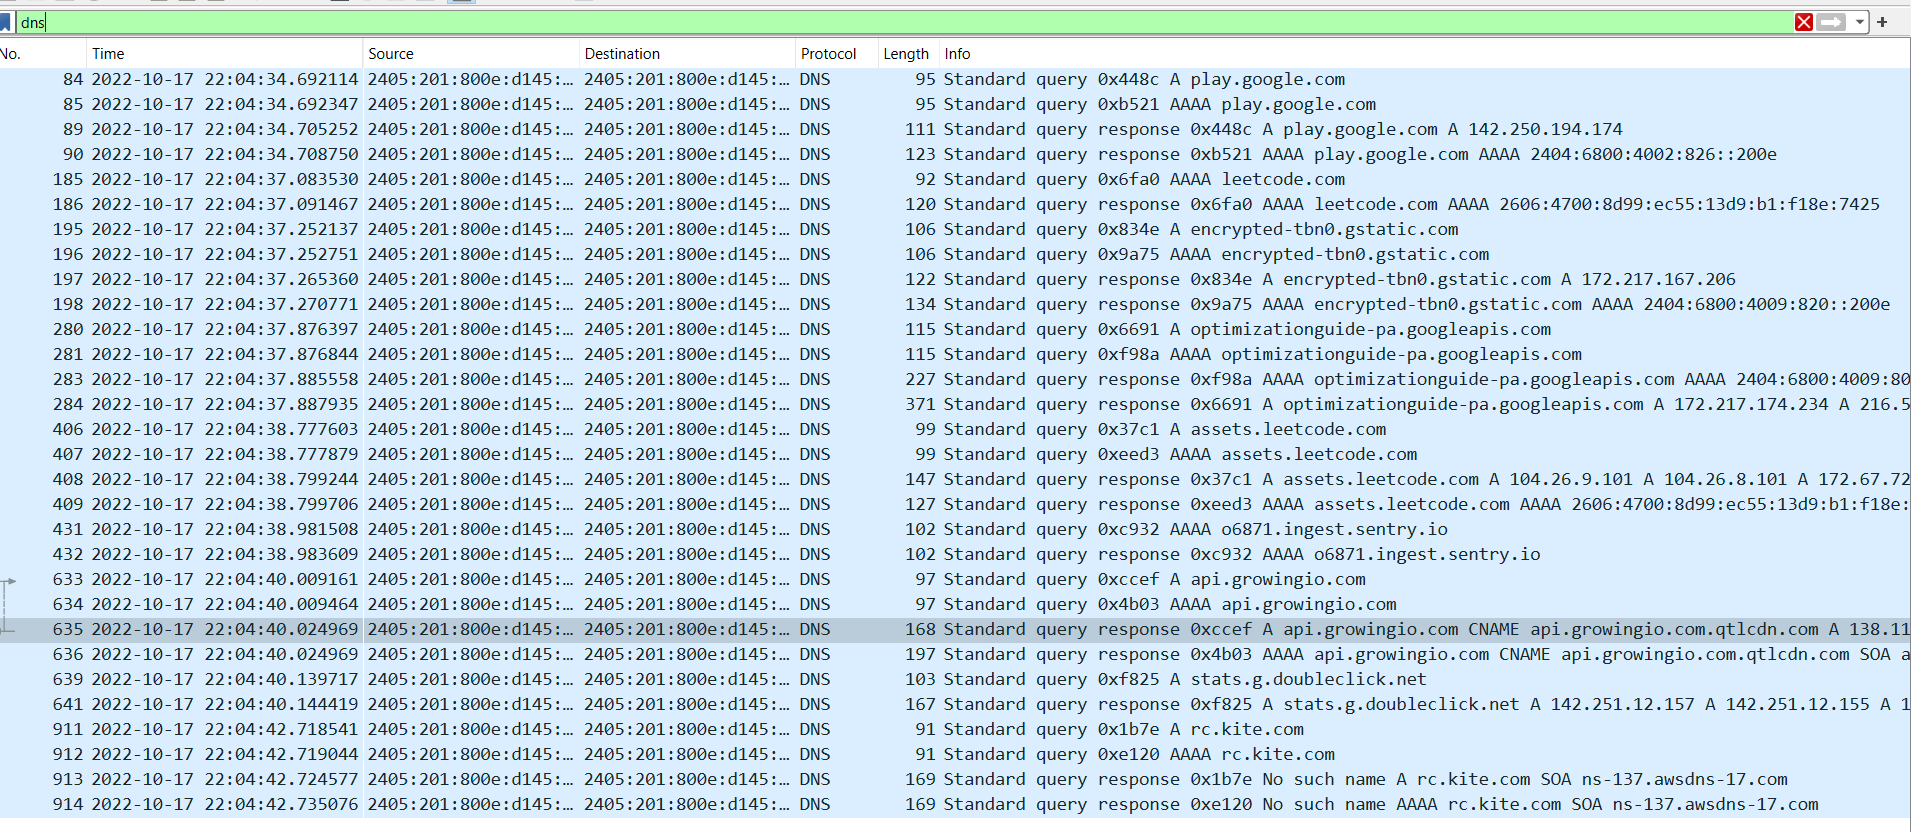 dns
No. Time Source Destination Protocol Length Info
84 2022-10-17 22:04:34.692114 2405:201:800e:d145:… 2405:201:800e:d145:… DNS 95 Standard query 0x448c A play.google.com
85 2022-10-17 22:04:34.692347 2405:201:800e:d145:… 2405:201:800e:d145:… DNS 95 Standard query 0xb521 AAAA play.google.com
89 2022-10-17 22:04:34.705252 2405:201:800e:d145:… 2405:201:800e:d145:… DNS 111 Standard query response 0x448c A play.google.com A 142.250.194.174
90 2022-10-17 22:04:34.708750 2405:201:800e:d145:… 2405:201:800e:d145:… DNS 123 Standard query response 0xb521 AAAA play.google.com AAAA 2404:6800:4002:826::200e
185 2022-10-17 22:04:37.083530 2405:201:800e:d145:… 2405:201:800e:d145:… DNS 92 Standard query 0x6fa0 AAAA leetcode.com
186 2022-10-17 22:04:37.091467 2405:201:800e:d145:… 2405:201:800e:d145:… DNS 120 Standard query response 0x6fa0 AAAA leetcode.com AAAA 2606:4700:8d99:ec55:13d9:b1:f18e:7425
195 2022-10-17 22:04:37.252137 2405:201:800e:d145:… 2405:201:800e:d145:… DNS 106 Standard query 0x834e A encrypted-tbn0.gstatic.com
196 2022-10-17 22:04:37.252751 2405:201:800e:d145:… 2405:201:800e:d145:… DNS 106 Standard query 0x9a75 AAAA encrypted-tbn0.gstatic.com
197 2022-10-17 22:04:37.265360 2405:201:800e:d145:… 2405:201:800e:d145:… DNS 122 Standard query response 0x834e A encrypted-tbn0.gstatic.com A 172.217.167.206
198 2022-10-17 22:04:37.270771 2405:201:800e:d145:… 2405:201:800e:d145:… DNS 134 Standard query response 0x9a75 AAAA encrypted-tbn0.gstatic.com AAAA 2404:6800:4009:820::200e
280 2022-10-17 22:04:37.876397 2405:201:800e:d145:… 2405:201:800e:d145:… DNS 115 Standard query 0x6691 A optimizationguide-pa.googleapis.com
281 2022-10-17 22:04:37.876844 2405:201:800e:d145:… 2405:201:800e:d145:… DNS 115 Standard query 0xf98a AAAA optimizationguide-pa.googleapis.com
283 2022-10-17 22:04:37.885558 2405:201:800e:d145:… 2405:201:800e:d145:… DNS 227 Standard query response 0xf98a AAAA optimizationguide-pa.googleapis.com AAAA 2404:6800:4009:80
284 2022-10-17 22:04:37.887935 2405:201:800e:d145:… 2405:201:800e:d145:… DNS 371 Standard query response 0x6691 A optimizationguide-pa.googleapis.com A 172.217.174.234 A 216.5
406 2022-10-17 22:04:38.777603 2405:201:800e:d145:… 2405:201:800e:d145:… DNS 99 Standard query 0x37c1 A assets.leetcode.com
407 2022-10-17 22:04:38.777879 2405:201:800e:d145:… 2405:201:800e:d145:… DNS 99 Standard query 0xeed3 AAAA assets.leetcode.com
408 2022-10-17 22:04:38.799244 2405:201:800e:d145:… 2405:201:800e:d145:… DNS 147 Standard query response 0x37c1 A assets.leetcode.com A 104.26.9.101 A 104.26.8.101 A 172.67.72
409 2022-10-17 22:04:38.799706 2405:201:800e:d145:… 2405:201:800e:d145:… DNS 127 Standard query response 0xeed3 AAAA assets.leetcode.com AAAA 2606:4700:8d99:ec55:13d9:b1:f18e:
431 2022-10-17 22:04:38.981508 2405:201:800e:d145:… 2405:201:800e:d145:… DNS 102 Standard query 0xc932 AAAA o6871.ingest.sentry.io
432 2022-10-17 22:04:38.983609 2405:201:800e:d145:… 2405:201:800e:d145:… DNS 102 Standard query response 0xc932 AAAA o6871.ingest.sentry.io
633 2022-10-17 22:04:40.009161 2405:201:800e:d145:… 2405:201:800e:d145:… DNS 97 Standard query 0xccef A api.growingio.com
634 2022-10-17 22:04:40.009464 2405:201:800e:d145:… 2405:201:800e:d145:… DNS 97 Standard query 0x4b03 AAAA api.growingio.com
635 2022-10-17 22:04:40.024969 2405:201:800e:d145:… 2405:201:800e:d145:… DNS 168 Standard query response 0xccef A api.growingio.com CNAME api.growingio.com.qtlcdn.com A 138.11
636 2022-10-17 22:04:40.024969 2405:201:800e:d145:… 2405:201:800e:d145:… DNS 197 Standard query response 0x4b03 AAAA api.growingio.com CNAME api.growingio.com.qtlcdn.com SOA a
639 2022-10-17 22:04:40.139717 2405:201:800e:d145:… 2405:201:800e:d145:… DNS 103 Standard query 0xf825 A stats.g.doubleclick.net
641 2022-10-17 22:04:40.144419 2405:201:800e:d145:… 2405:201:800e:d145:… DNS 167 Standard query response 0xf825 A stats.g.doubleclick.net A 142.251.12.157 A 142.251.12.155 A 1
911 2022-10-17 22:04:42.718541 2405:201:800e:d145:… 2405:201:800e:d145:… DNS 91 Standard query 0x1b7e A rc.kite.com
912 2022-10-17 22:04:42.719044 2405:201:800e:d145:… 2405:201:800e:d145:… DNS 91 Standard query 0xe120 AAAA rc.kite.com
913 2022-10-17 22:04:42.724577 2405:201:800e:d145:… 2405:201:800e:d145:… DNS 169 Standard query response 0x1b7e No such name A rc.kite.com SOA ns-137.awsdns-17.com
914 2022-10-17 22:04:42.735076 2405:201:800e:d145:… 2405:201:800e:d145:… DNS 169 Standard query response 0xe120 No such name AAAA rc.kite.com SOA ns-137.awsdns-17.com